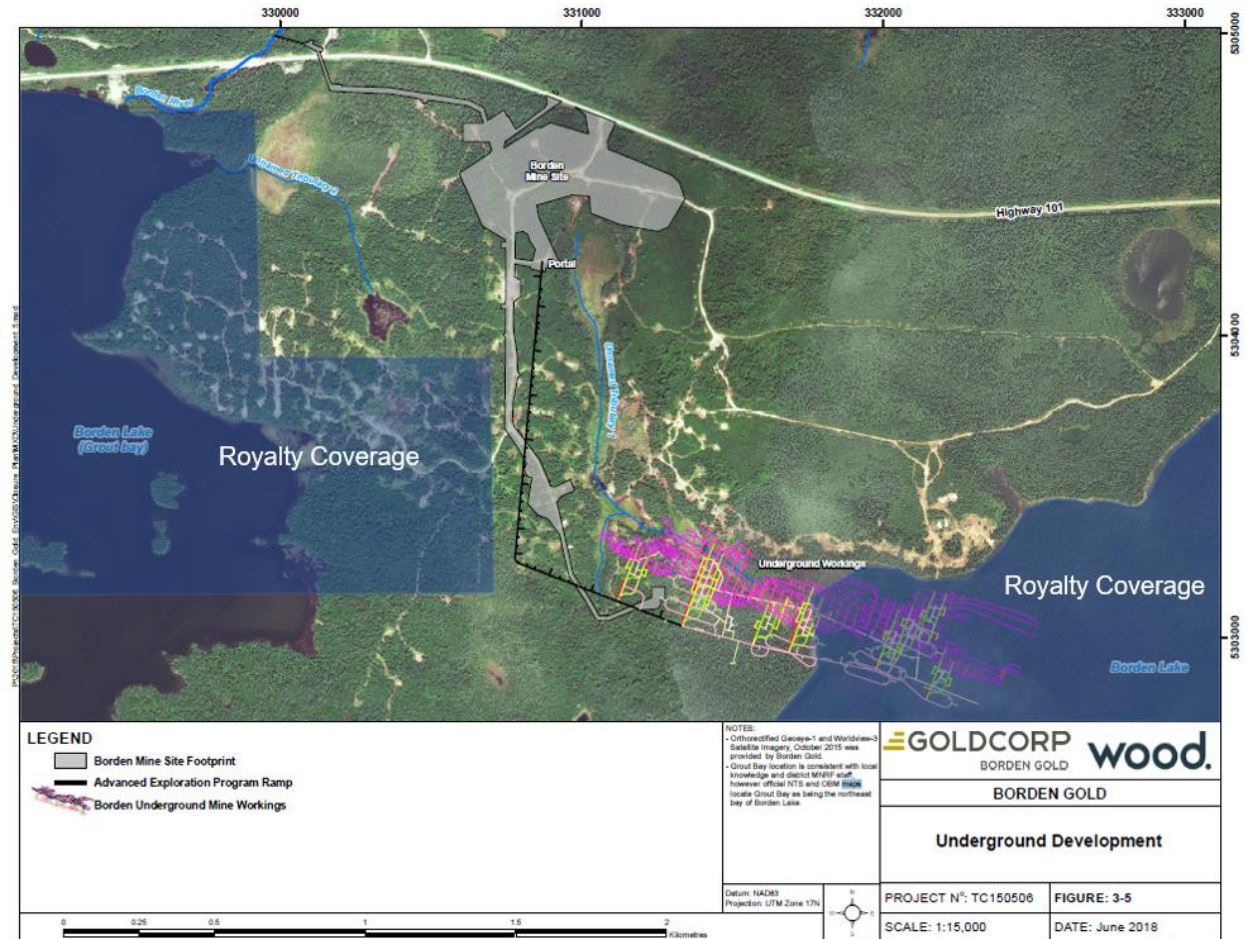 330000
331000
332000
333000
5305000
Unnamed Tributary 2
Borden
Mine Site
Highway 101
Portal
5304000
Unnamed Tributary 1
Borden Lake
(Grout bay)
Royalty Coverage
Underground Workings
Royalty Coverage
5303000
Borden Lake
LEGEND
Borden Mine Site Footprint
Advanced Exploration Program Ramp
Borden Underground Mine Workings
NOTES:
- Orthorectified Geoeye-1 and Worldview-3
Satellite Imagery, October 2015 was
provided by Borden Gold.
- Grout Bay location is consistent with local
knowledge and district MNRF staff,
however official NTS and OBM maps
locate Grout Bay as being the northeast
bay of Borden Lake.
GOLDCORP
BORDEN GOLD
wood.
BORDEN GOLD
Underground Development
Datum: NAD83
Projection: UTM Zone 17N
N
W
E
S
PROJECT Nº: TC150506
FIGURE: 3-5
SCALE: 1:15,000
DATE: June 2018
0 0.25 0.5 1 1.5 2
Kilometres